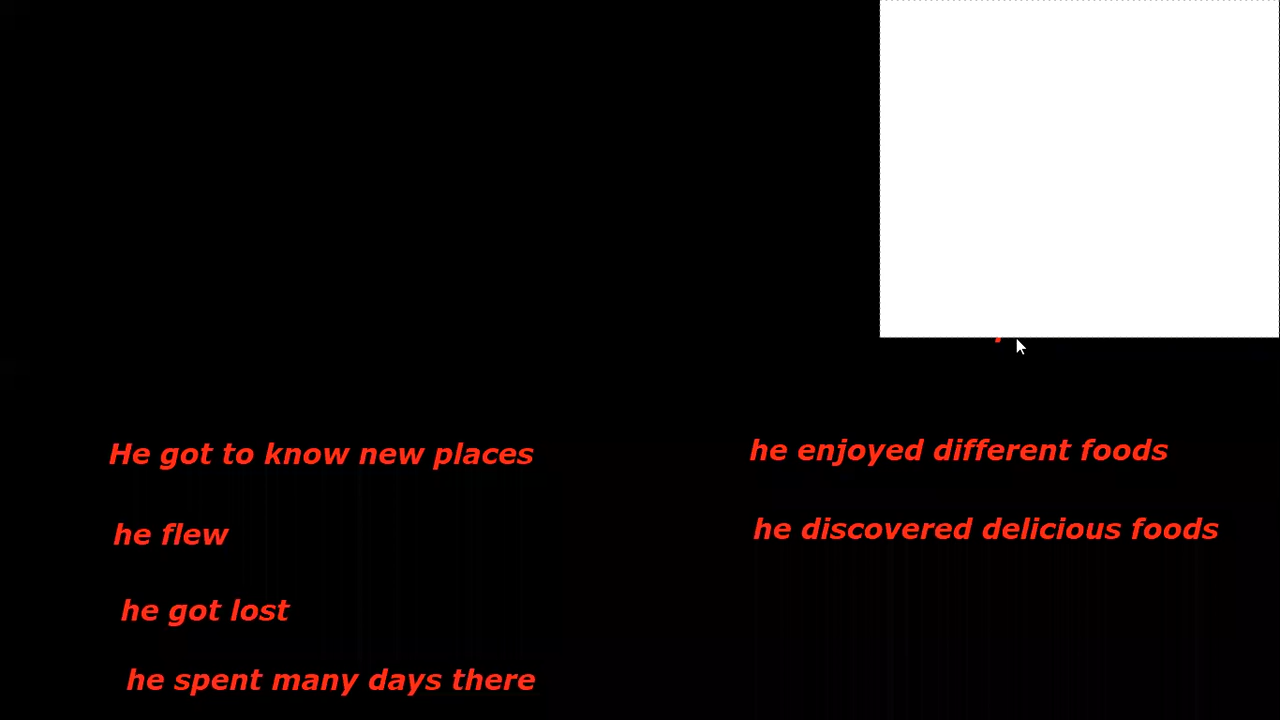 He got to know new places
he flew
he got lost
he spent many days there
he enjoyed different foods
he discovered delicious foods